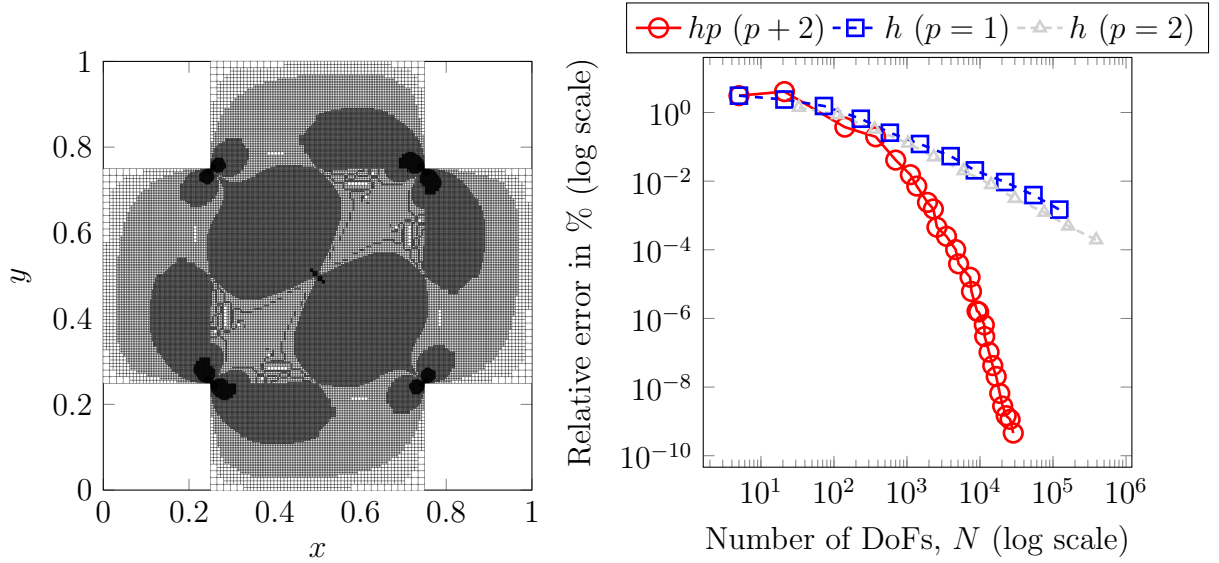 1
0.8
0.6
0.4
0.2
0
0 0.2 0.4 0.6 0.8 1
x
y
hp (p + 2) h (p = 1) h (p = 2)
10^0
10^−2
10^−4
10^−6
10^−8
10^−10
Relative error in % (log scale)
10^1 10^2 10^3 10^4 10^5 10^6
Number of DoFs, N (log scale)